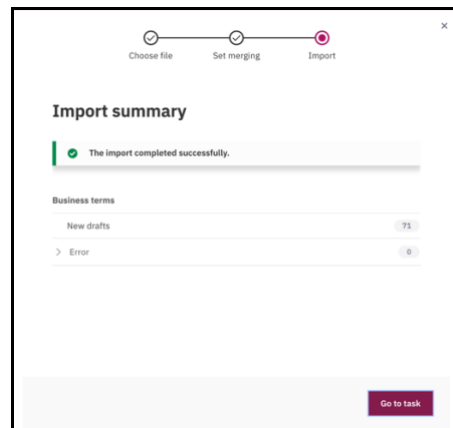 Choose file Set merging Import
Import summary
The import completed successfully.
Business terms
New drafts 71
Error 0
Go to task